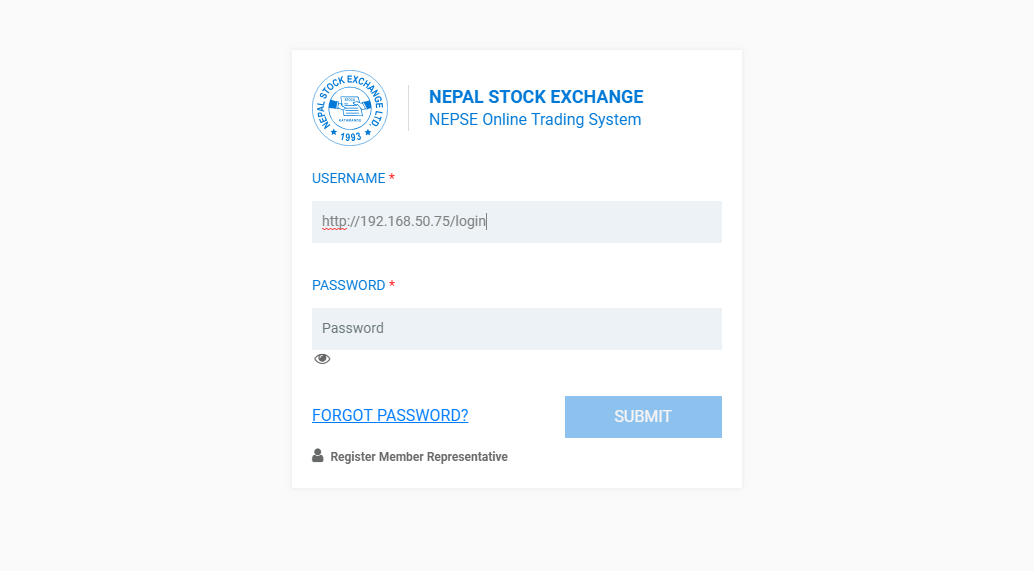 NEPAL STOCK EXCHANGE LTD.
1993
NEPAL STOCK EXCHANGE
NEPSE Online Trading System
USERNAME *
http://192.168.50.75/login
PASSWORD *
Password
FORGOT PASSWORD?
SUBMIT
Register Member Representative